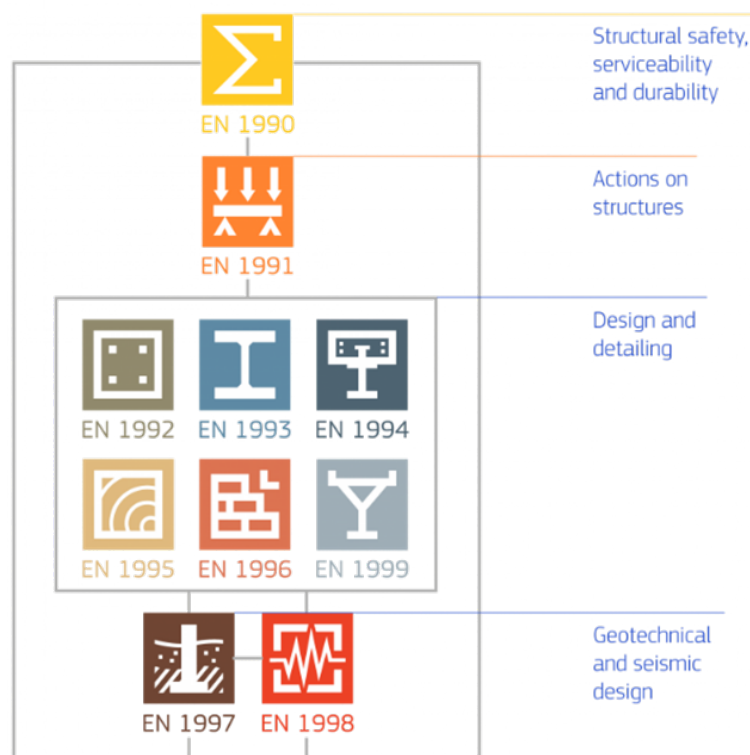 Structural safety,
serviceability
and durability
EN 1990
Actions on
structures
EN 1991
Design and
detailing
EN 1992 EN 1993 EN 1994
EN 1995 EN 1996 EN 1999
Geotechnical
and seismic
design
EN 1997 EN 1998